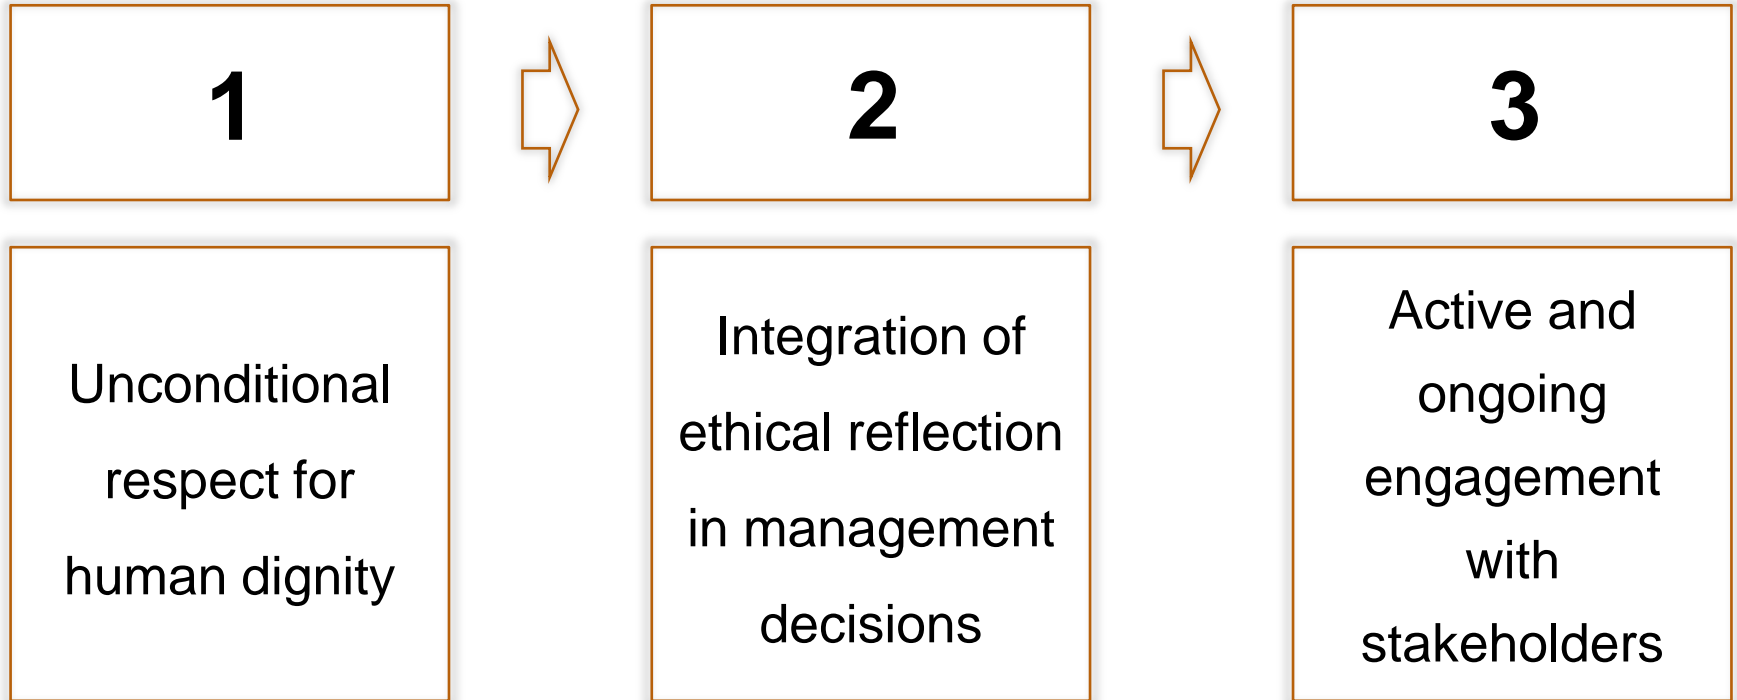 1
Unconditional
respect for
human dignity
2
Integration of
ethical reflection
in management
decisions
3
Active and
ongoing
engagement
with
stakeholders